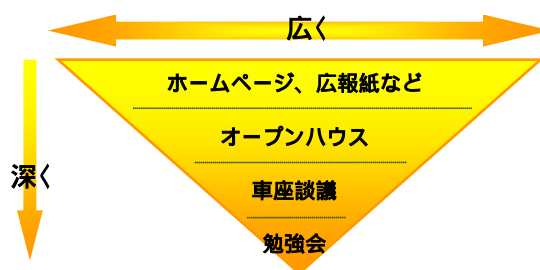 広く
ホームページ、広報紙など
オープンハウス
深く
車座談議
勉強会